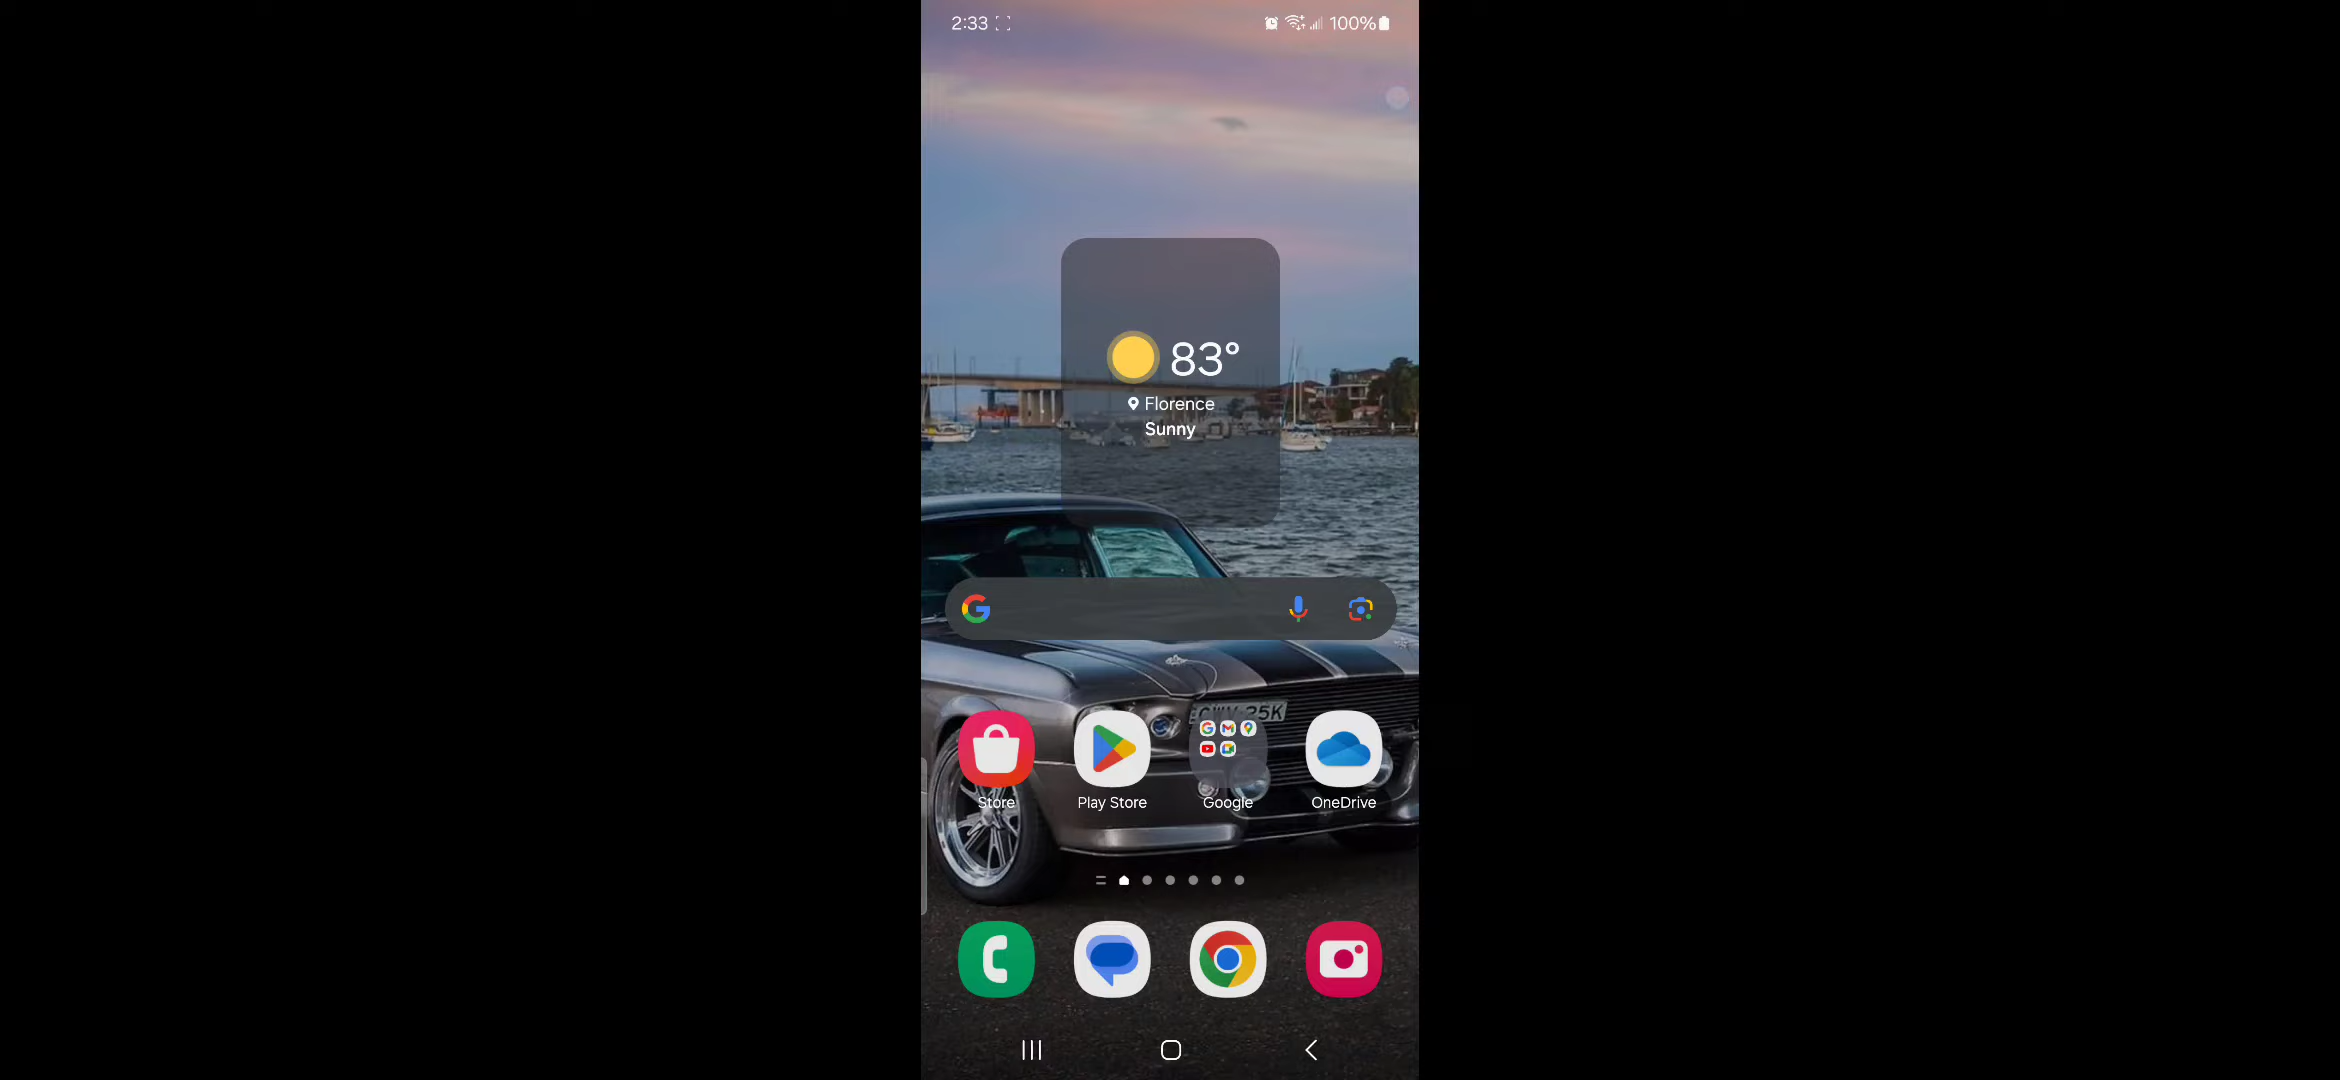 2:33
100%
83°
Florence
Sunny
Store
Play Store
Google
OneDrive